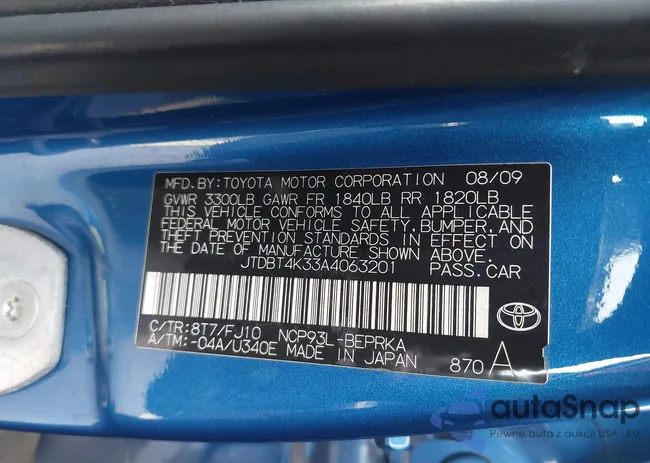 MFD. BY: TOYOTA MOTOR CORPORATION 08/09
GVWR 3300LB GAWR FR 1840LB RR 1820LB
THIS VEHICLE CONFORMS TO ALL APPLICABLE
FEDERAL MOTOR VEHICLE SAFETY, BUMPER, AND
THEFT PREVENTION STANDARDS IN EFFECT ON
THE DATE OF MANUFACTURE SHOWN ABOVE.
JTDBT4K33A4063201 PASS. CAR
C/TR: 8T7/FJ10 NCP93L-BEPRKA
A/TM: -04A/U340E MADE IN JAPAN 870 A
autoSnap
Pewne auta z aukcji USA - EU